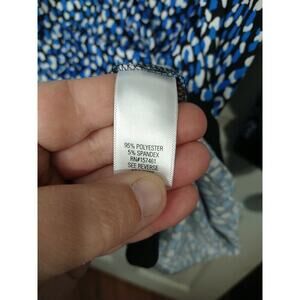 95% POLYESTER
5% SPANDEX
RN#157461
SEE REVERSE